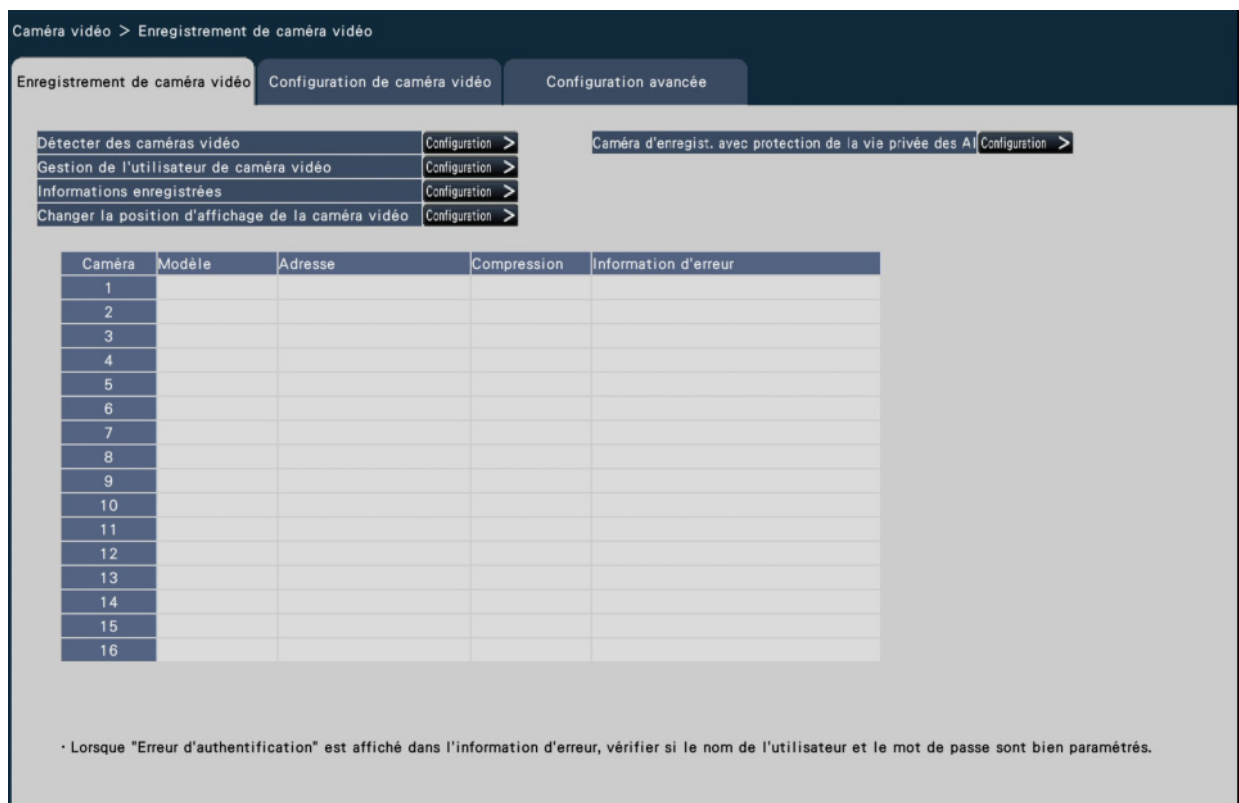 Caméra vidéo > Enregistrement de caméra vidéo
Enregistrement de caméra vidéo Configuration de caméra vidéo Configuration avancée
Détecter des caméras vidéo Configuration > Caméra d'enregist. avec protection de la vie privée des AI Configuration >
Gestion de l'utilisateur de caméra vidéo Configuration >
Informations enregistrées Configuration >
Changer la position d'affichage de la caméra vidéo Configuration >
Caméra Modèle Adresse Compression Information d'erreur
1
2
3
4
5
6
7
8
9
10
11
12
13
14
15
16
· Lorsque "Erreur d'authentification" est affiché dans l'information d'erreur, vérifier si le nom de l'utilisateur et le mot de passe sont bien paramétrés.